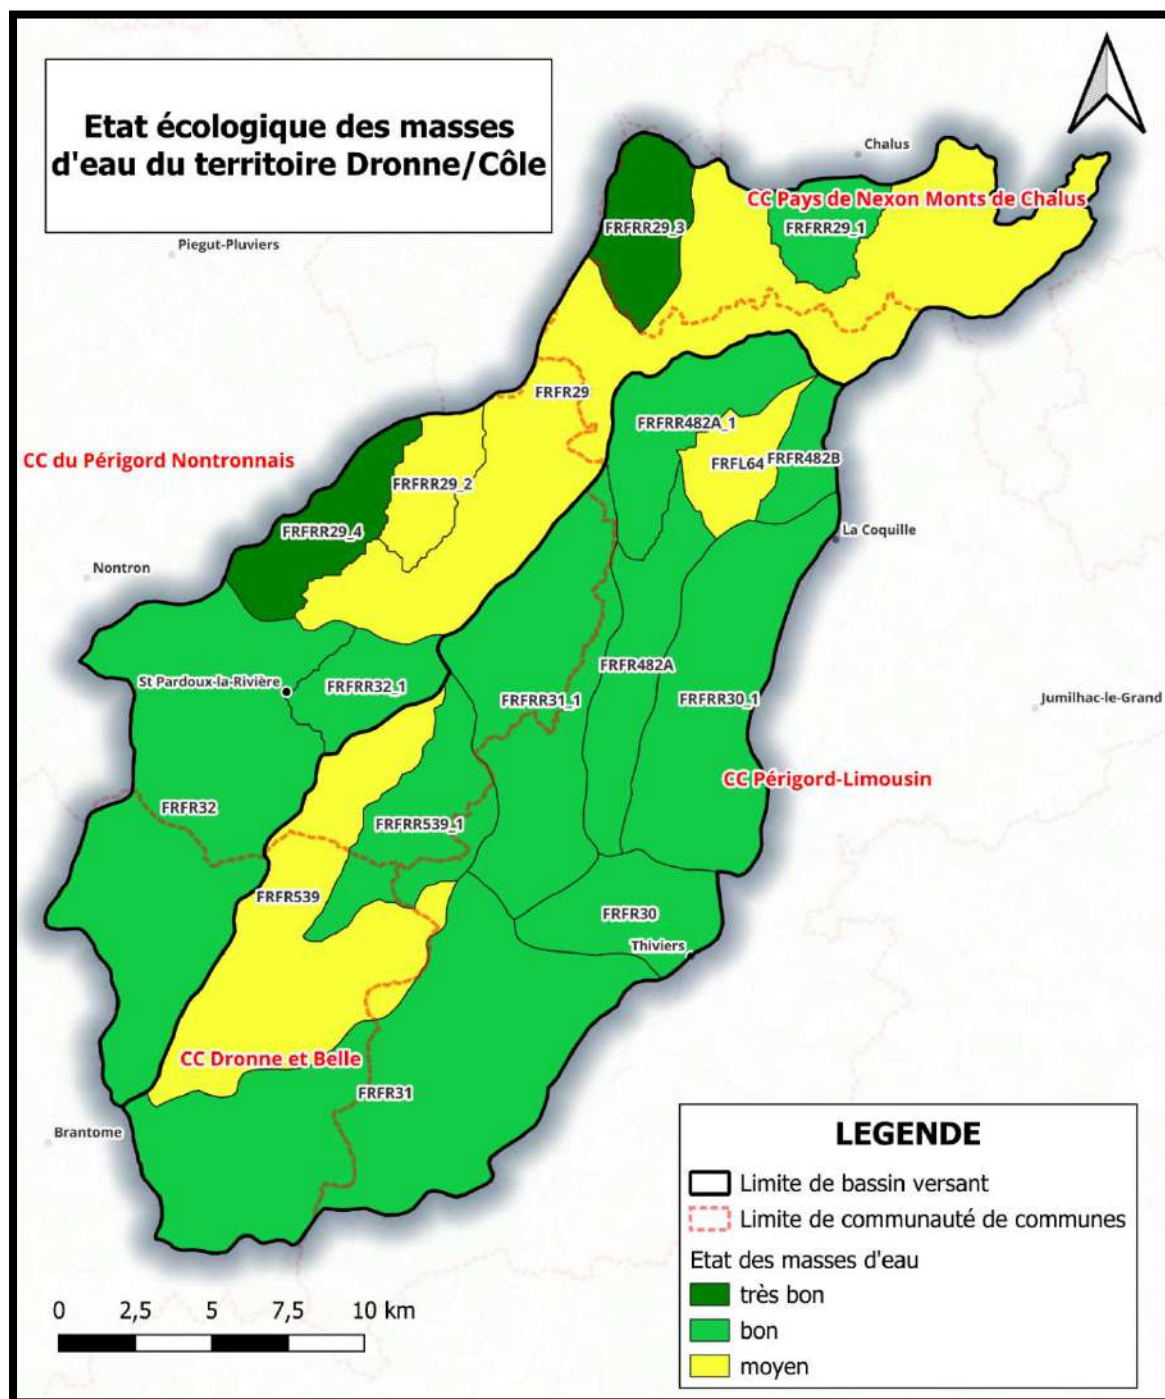 Etat écologique des masses
d'eau du territoire Dronne/Côle
Chalus
CC Pays de Nexon Monts de Chalus
FRFRR29_3
FRFRR29_1
Piegut-Pluviers
FRFR29
FRFRR482A_1
CC du Périgord Nontronnais
FRFL64
FRFR482B
FRFRR29_2
FRFRR29_4
La Coquille
Nontron
FRFR482A
St Pardoux-la-Rivière
FRFRR32_1
FRFRR31_1
FRFRR30_1
Jumilhac-le-Grand
CC Périgord-Limousin
FRFR32
FRFRR539_1
FRFR539
FRFR30
Thiviers
CC Dronne et Belle
FRFR31
Brantome
LEGENDE
Limite de bassin versant
Limite de communauté de communes
Etat des masses d'eau
très bon
bon
moyen
0 2,5 5 7,5 10 km